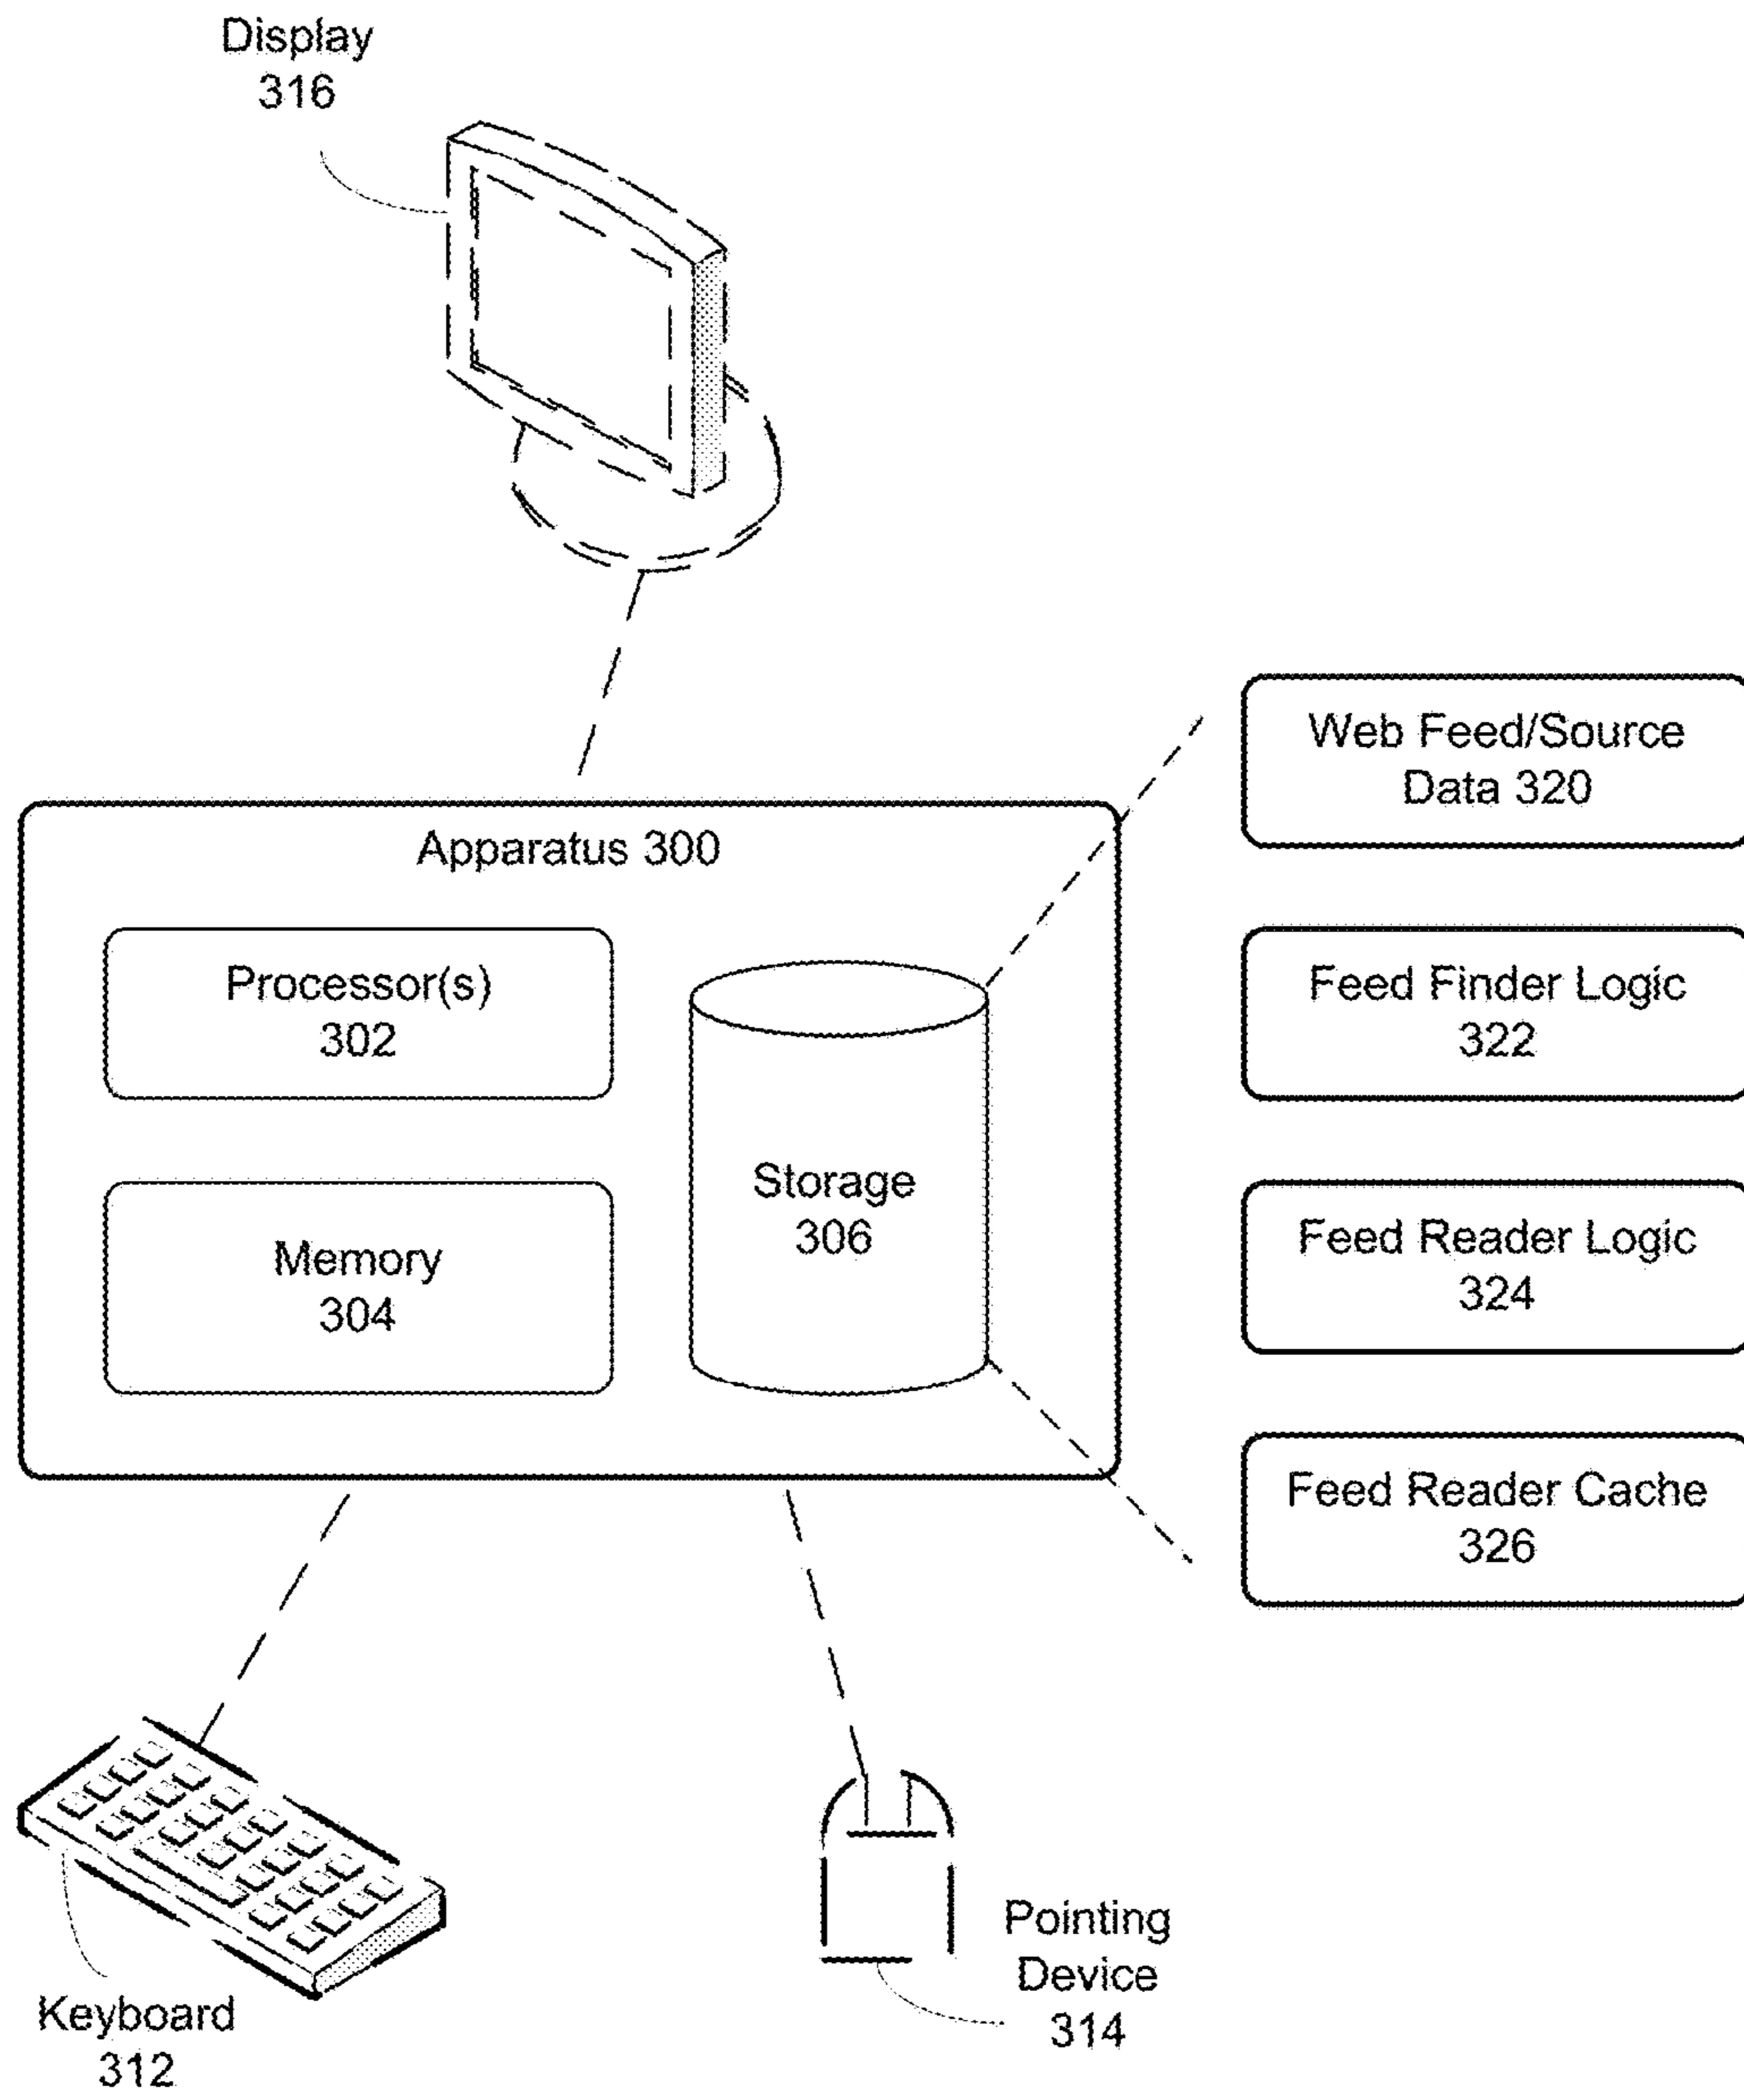 Display
316
Web Feed/Source
Data 320
Apparatus 300
Processor(s)
302
Feed Finder Logic
322
Storage
306
Memory
304
Feed Reader Logic
324
Feed Reader Cache
326
Keyboard
312
Pointing
Device
314